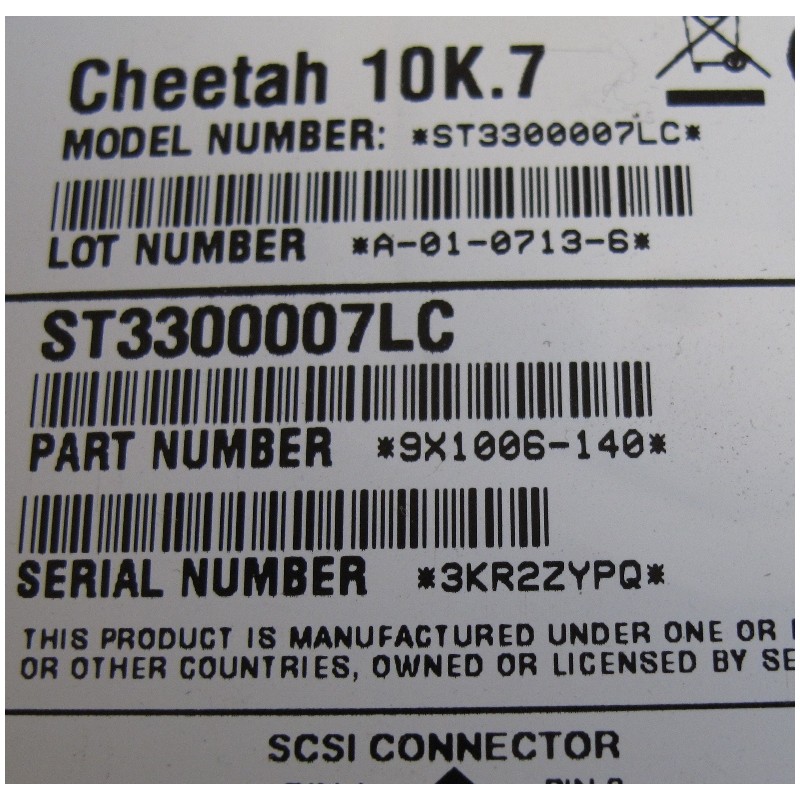 Cheetah 10K.7
MODEL NUMBER: *ST3300007LC*
LOT NUMBER *A-01-0713-6*
ST3300007LC
PART NUMBER *9X1006-140*
SERIAL NUMBER *3KR2ZYPQ*
THIS PRODUCT IS MANUFACTURED UNDER ONE OR
OR OTHER COUNTRIES, OWNED OR LICENSED BY SE
SCSI CONNECTOR